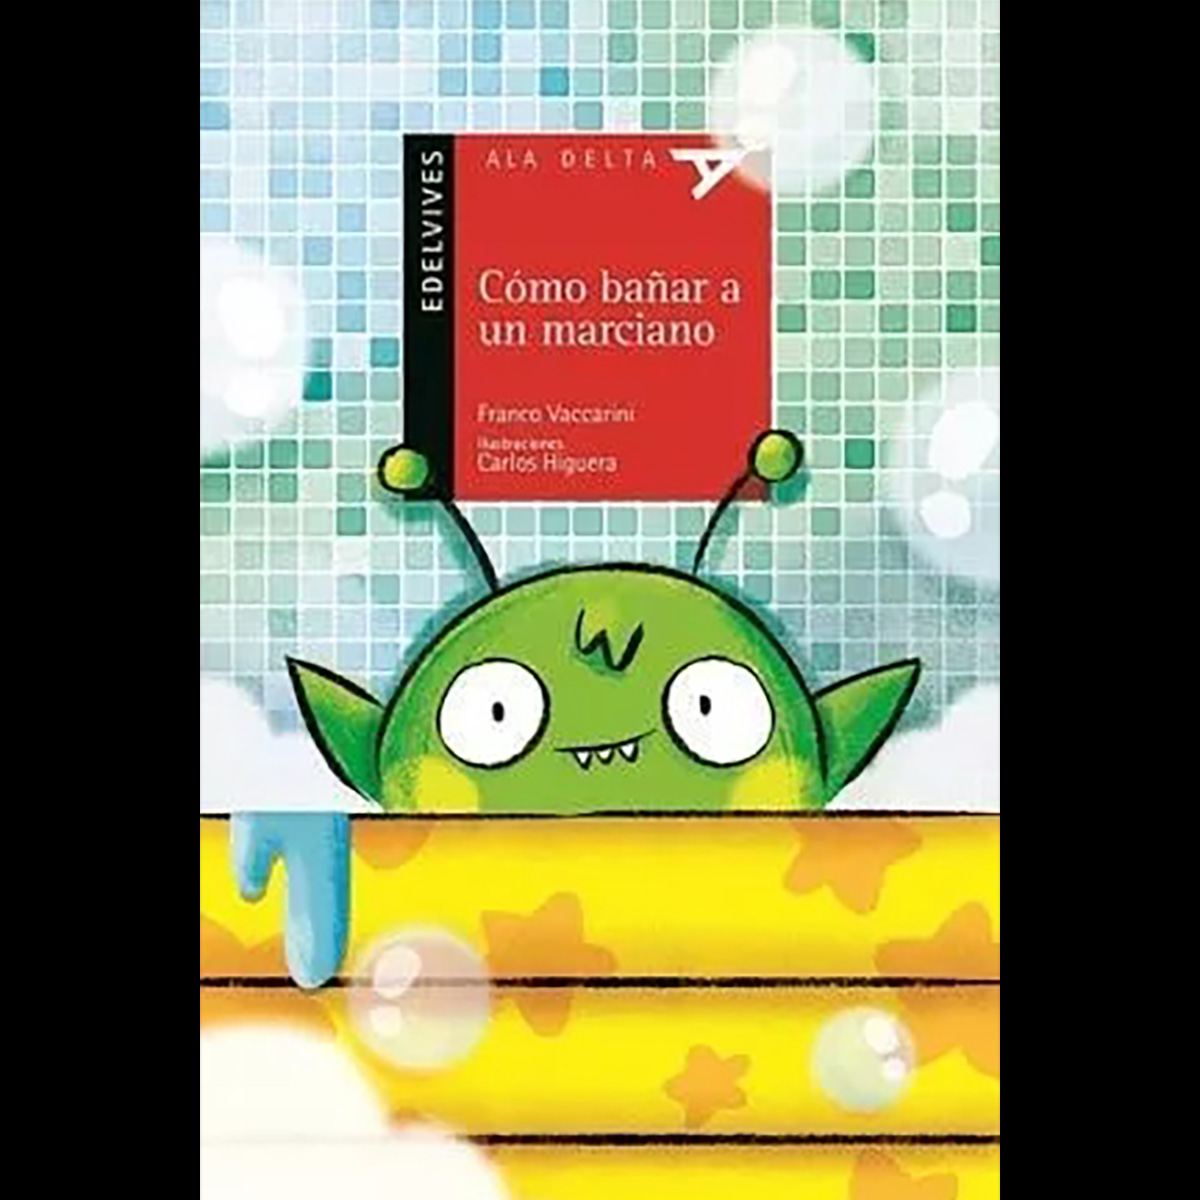 EDELVIVES
ALA DELTA
Cómo bañar a
un marciano
Franco Vaccarini
Ilustraciones
Carlos Higuera